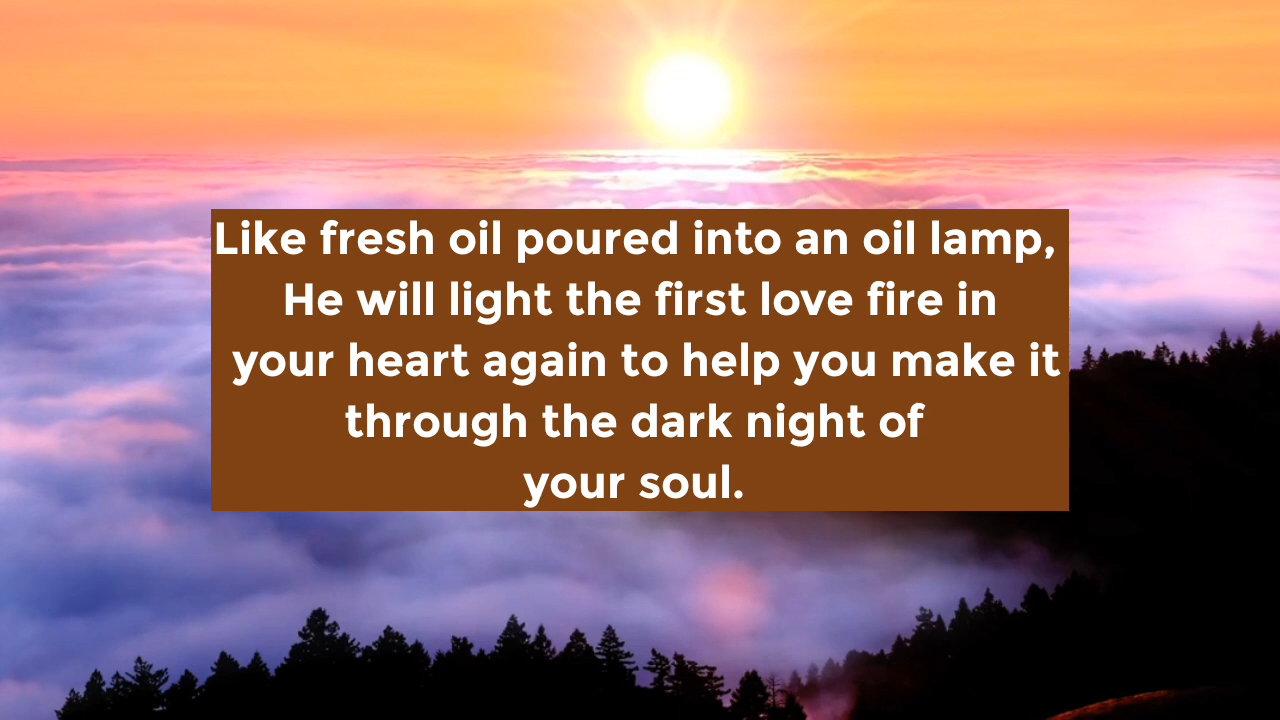 Like fresh oil poured into an oil lamp,
He will light the first love fire in
your heart again to help you make it
through the dark night of
your soul.